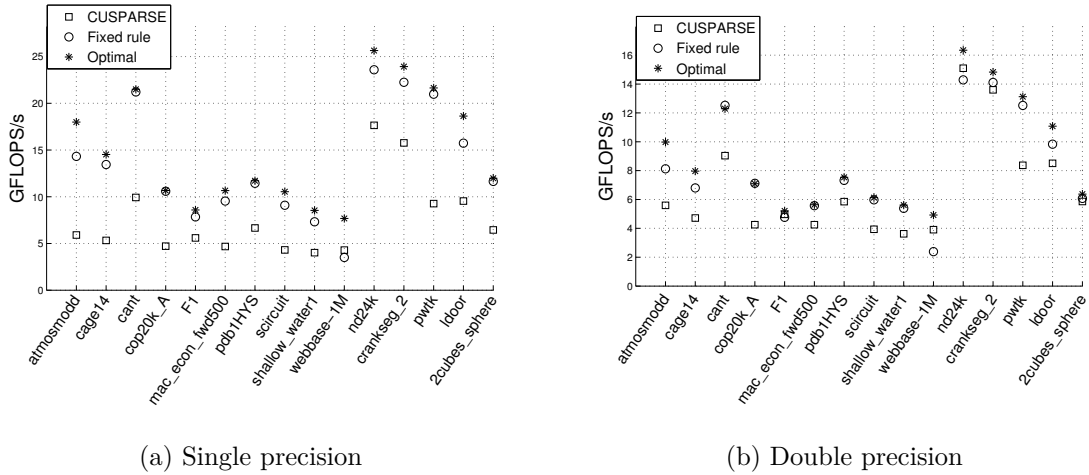 CUSPARSE
Fixed rule
Optimal
25
20
15
10
5
0
GFLOPS/s
atmosmodd
cage14
cant
cop20k_A
F1
mac_econ_fwd500
pdb1HYS
scircuit
shallow_water1
webbase−1M
nd24k
crankseg_2
pwtk
ldoor
2cubes_sphere
(a) Single precision
CUSPARSE
Fixed rule
Optimal
16
14
12
10
8
6
4
2
0
GFLOPS/s
atmosmodd
cage14
cant
cop20k_A
F1
mac_econ_fwd500
pdb1HYS
scircuit
shallow_water1
webbase−1M
nd24k
crankseg_2
pwtk
ldoor
2cubes_sphere
(b) Double precision